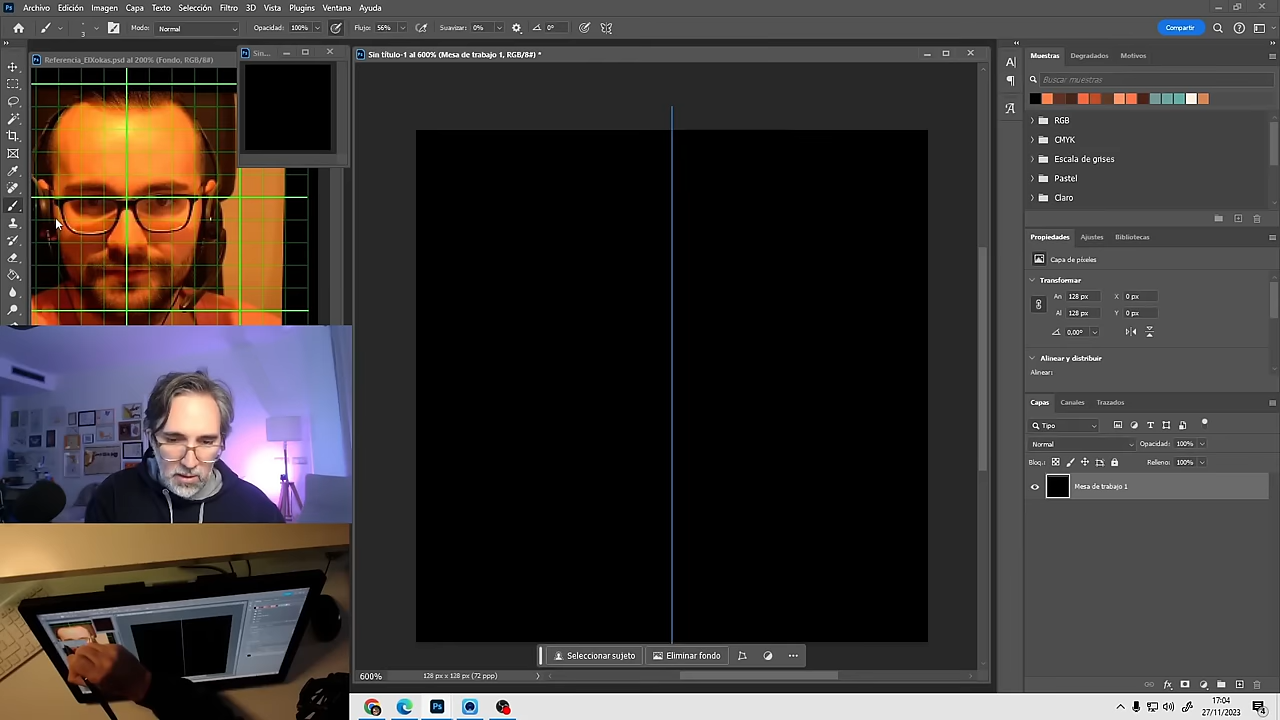 Archivo Edición Imagen Capa Texto Selección Filtro 3D Vista Plugins Ventana Ayuda
3 Modo: Normal Opacidad: 100% Flujo: 56% Suavizar: 0% 0° Compartir
Referencia_ElXokas.psd al 200% (Fondo, RGB/8#)
Sin...
Sin título-1 al 600% (Mesa de trabajo 1, RGB/8#) *
Muestras Degradados Motivos
Buscar muestras
RGB
CMYK
Escala de grises
Pastel
Claro
Propiedades Ajustes Bibliotecas
Capa de píxeles
Transformar
An 128 px X 0 px
Al 128 px Y 0 px
0,00°
Alinear y distribuir
Alinear:
Capas Canales Trazados
Tipo
Normal Opacidad: 100%
Bloq.: Relleno: 100%
Mesa de trabajo 1
Seleccionar sujeto Eliminar fondo
600% 128 px x 128 px (72 ppp)
17:04
27/11/2023
4